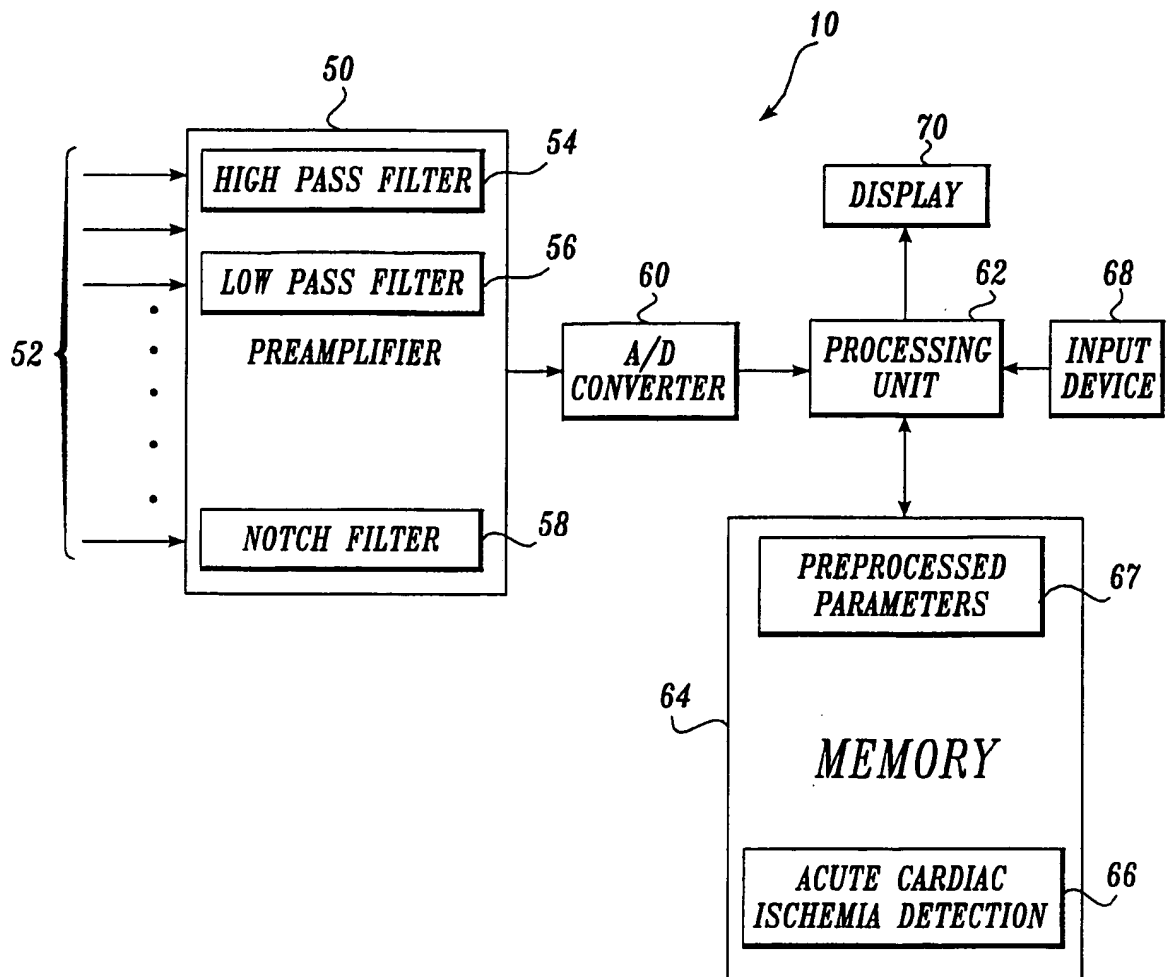 10
50
70
54
HIGH PASS FILTER
DISPLAY
56
LOW PASS FILTER
60
62
68
52
PREAMPLIFIER
A/D
CONVERTER
PROCESSING
UNIT
INPUT
DEVICE
NOTCH FILTER
58
PREPROCESSED
PARAMETERS
67
64
MEMORY
ACUTE CARDIAC
ISCHEMIA DETECTION
66